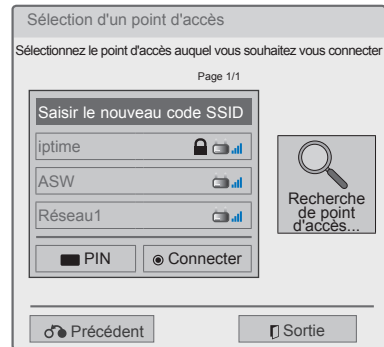 Sélection d'un point d'accès
Sélectionnez le point d'accès auquel vous souhaitez vous connecter
Page 1/1
Saisir le nouveau code SSID
iptime
ASW
Réseau1
PIN
Connecter
Recherche
de point
d'accès...
Précédent
Sortie